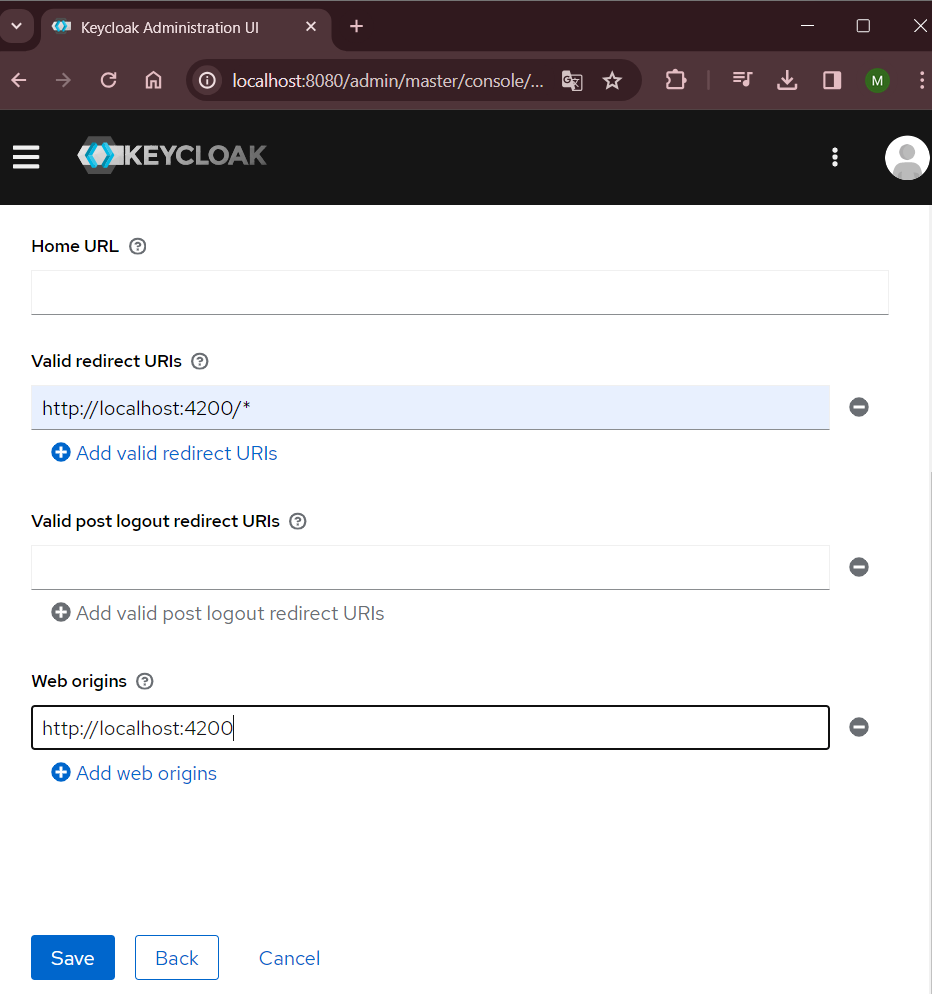 Keycloak Administration UI
localhost:8080/admin/master/console/...
M
KEYCLOAK
Home URL
Valid redirect URIs
http://localhost:4200/*
Add valid redirect URIs
Valid post logout redirect URIs
Add valid post logout redirect URIs
Web origins
http://localhost:4200
Add web origins
Save Back Cancel